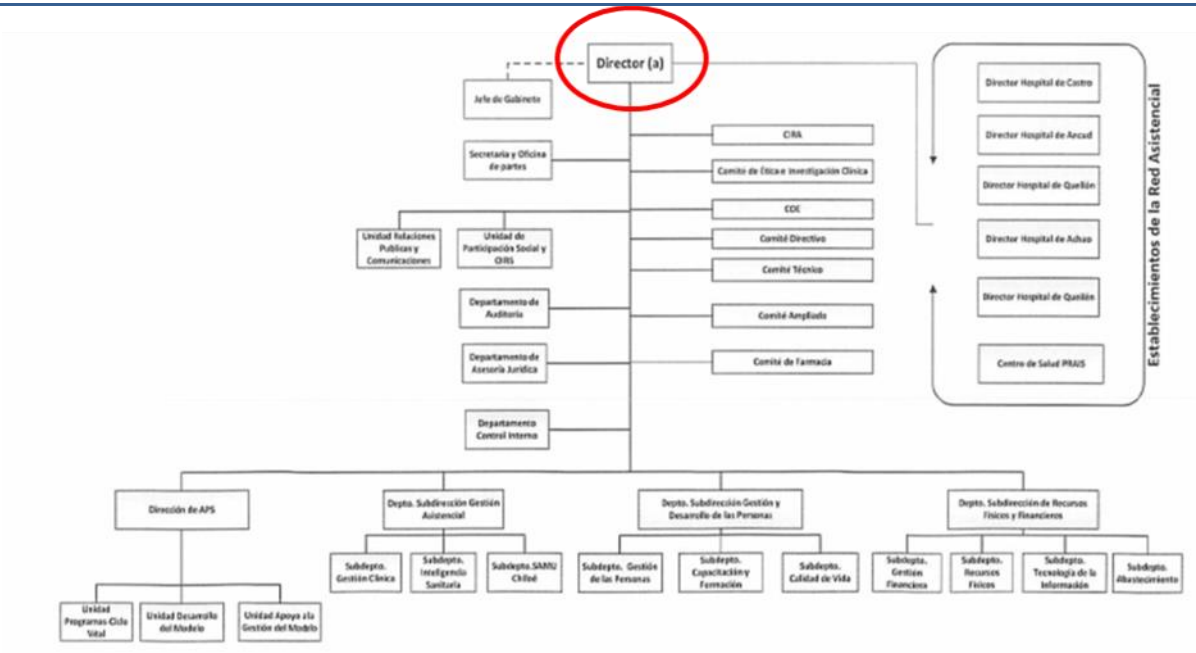 Director (a)
Jefe de Gabinete
Secretaria y Oficina
de partes
Unidad Relaciones
Publicas y
Comunicaciones
Unidad de
Participación Social y
OIRS
Departamento de
Auditoría
Departamento de
Asesoría Jurídica
Departamento
Control Interno
CIRA
Comité de Ética e Investigación Clínica
COE
Comité Directivo
Comité Técnico
Comité Ampliado
Comité de Farmacia
Director Hospital de Castro
Director Hospital de Ancud
Director Hospital de Quellón
Director Hospital de Achao
Director Hospital de Queilén
Centro de Salud PRAIS
Establecimientos de la Red Asistencial
Dirección de APS
Unidad
Programas Ciclo
Vital
Unidad Desarrollo
del Modelo
Unidad Apoyo a la
Gestión del Modelo
Depto. Subdirección Gestión
Asistencial
Subdepto.
Gestión Clínica
Subdepto.
Inteligencia
Sanitaria
Subdepto.SAMU
Chiloé
Depto. Subdirección Gestión y
Desarrollo de las Personas
Subdepto. Gestión
de las Personas
Subdepto.
Capacitación y
Formación
Subdepto.
Calidad de Vida
Depto. Subdirección de Recursos
Físicos y Financieros
Subdepto.
Gestión
Financiera
Subdepto.
Recursos
Físicos
Subdepto.
Tecnología de la
Información
Subdepto.
Abastecimiento